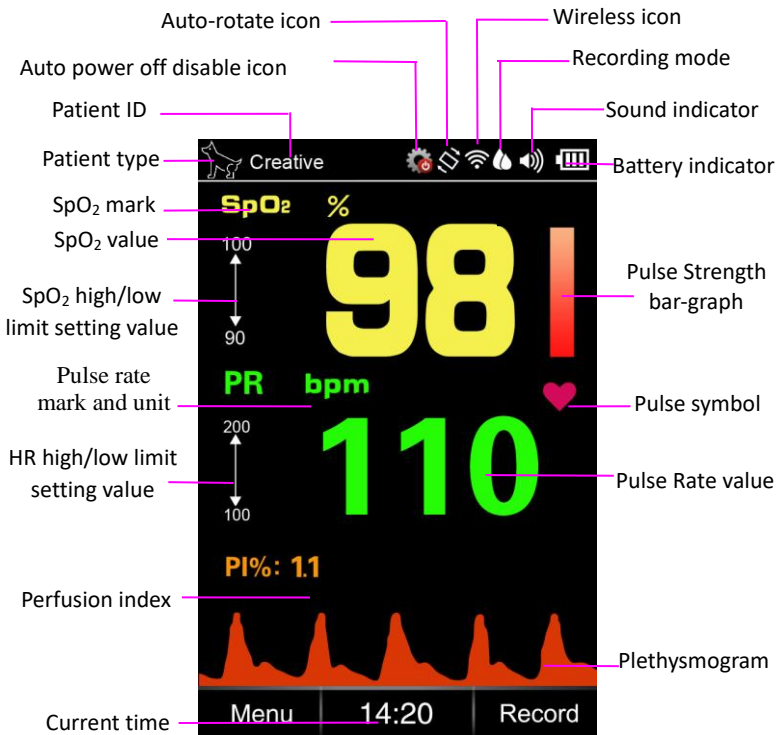 Auto-rotate icon
Wireless icon
Auto power off disable icon
Recording mode
Patient ID
Sound indicator
Patient type
Creative
Battery indicator
SpO₂ mark
SpO₂ %
SpO₂ value
100
98
SpO₂ high/low
limit setting value
90
Pulse Strength
bar-graph
Pulse rate
mark and unit
PR bpm
Pulse symbol
200
110
HR high/low limit
setting value
100
Pulse Rate value
PI%: 1.1
Perfusion index
Plethysmogram
Menu 14:20 Record
Current time